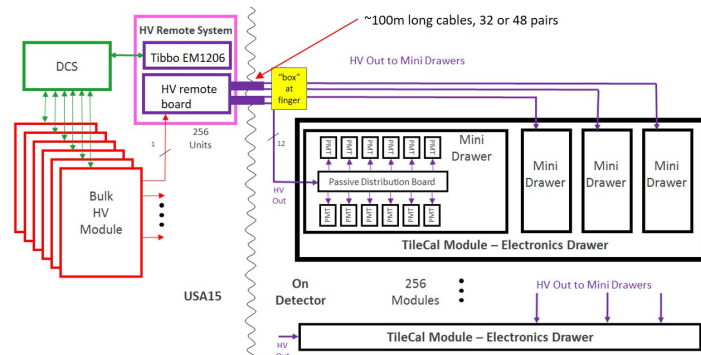 ~100m long cables, 32 or 48 pairs
HV Remote System
DCS
Tibbo EM1206
HV remote
board
"box"
at
finger
HV Out to Mini Drawers
256
Units
1
12
Bulk
HV
Module
HV
Out
PMT PMT PMT PMT PMT PMT
Mini
Drawer
Passive Distribution Board
PMT PMT PMT PMT PMT PMT
Mini
Drawer
Mini
Drawer
Mini
Drawer
TileCal Module – Electronics Drawer
USA15
On
Detector
256
Modules
HV Out to Mini Drawers
HV
Out
TileCal Module – Electronics Drawer